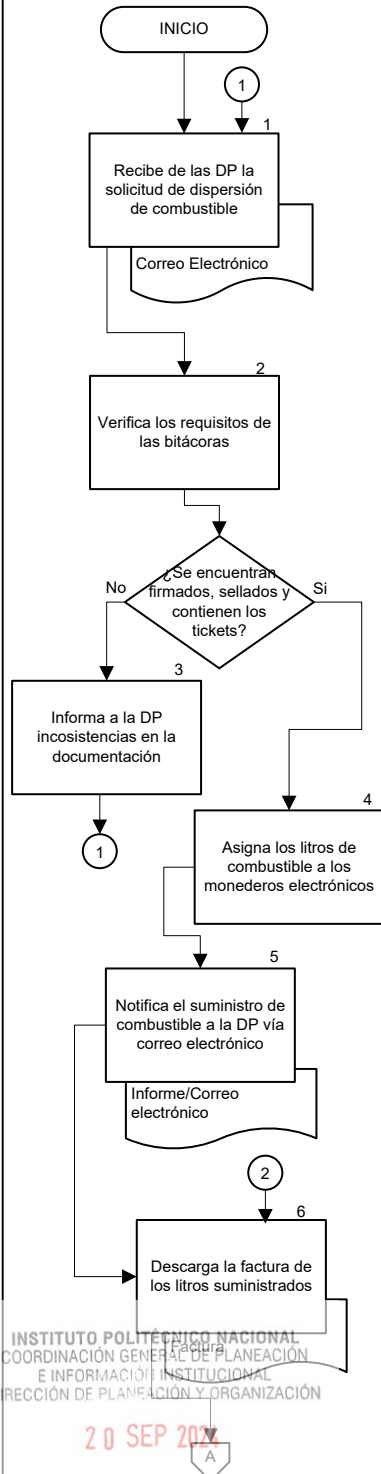 INICIO
1
1
Recibe de las DP la
solicitud de dispersión
de combustible
Correo Electrónico
2
Verifica los requisitos de
las bitácoras
¿Se encuentran
firmados, sellados y
contienen los
tickets?
No
Si
3
Informa a la DP
incosistencias en la
documentación
1
4
Asigna los litros de
combustible a los
monederos electrónicos
5
Notifica el suministro de
combustible a la DP vía
correo electrónico
Informe/Correo
electrónico
2
6
Descarga la factura de
los litros suministrados
Factura
INSTITUTO POLITÉCNICO NACIONAL
COORDINACIÓN GENERAL DE PLANEACIÓN
E INFORMACIÓN INSTITUCIONAL
DIRECCIÓN DE PLANEACIÓN Y ORGANIZACIÓN
20 SEP 2024
A